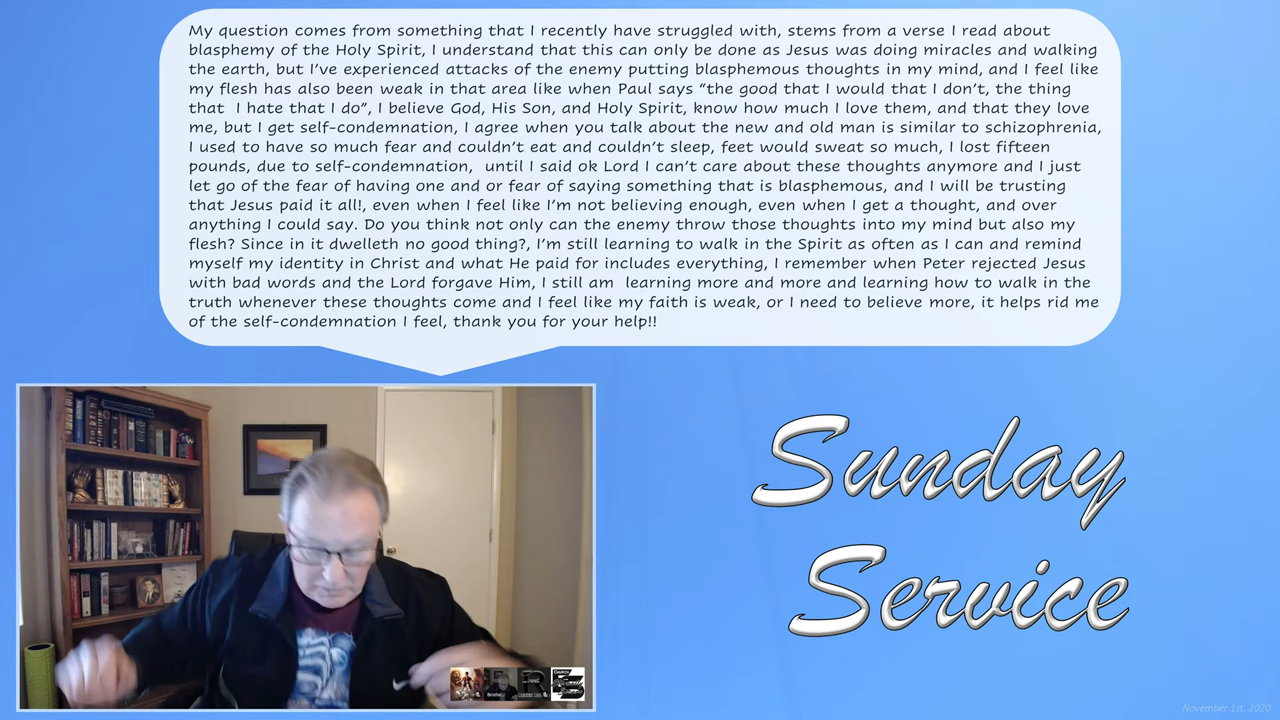 My question comes from something that I recently have struggled with, stems from a verse I read about
blasphemy of the Holy Spirit, I understand that this can only be done as Jesus was doing miracles and walking
the earth, but I've experienced attacks of the enemy putting blasphemous thoughts in my mind, and I feel like
my flesh has also been weak in that area like when Paul says “the good that I would that I don't, the thing
that  I hate that I do”, I believe God, His Son, and Holy Spirit, know how much I love them, and that they love
me, but I get self-condemnation, I agree when you talk about the new and old man is similar to schizophrenia,
I used to have so much fear and couldn't eat and couldn't sleep, feet would sweat so much, I lost fifteen
pounds, due to self-condemnation,  until I said ok Lord I can't care about these thoughts anymore and I just
let go of the fear of having one and or fear of saying something that is blasphemous, and I will be trusting
that Jesus paid it all!, even when I feel like I'm not believing enough, even when I get a thought, and over
anything I could say. Do you think not only can the enemy throw those thoughts into my mind but also my
flesh? Since in it dwelleth no good thing?, I'm still learning to walk in the Spirit as often as I can and remind
myself my identity in Christ and what He paid for includes everything, I remember when Peter rejected Jesus
with bad words and the Lord forgave Him, I still am  learning more and more and learning how to walk in the
truth whenever these thoughts come and I feel like my faith is weak, or I need to believe more, it helps rid me
of the self-condemnation I feel, thank you for your help!!
Sunday
Service
November 1st, 2020